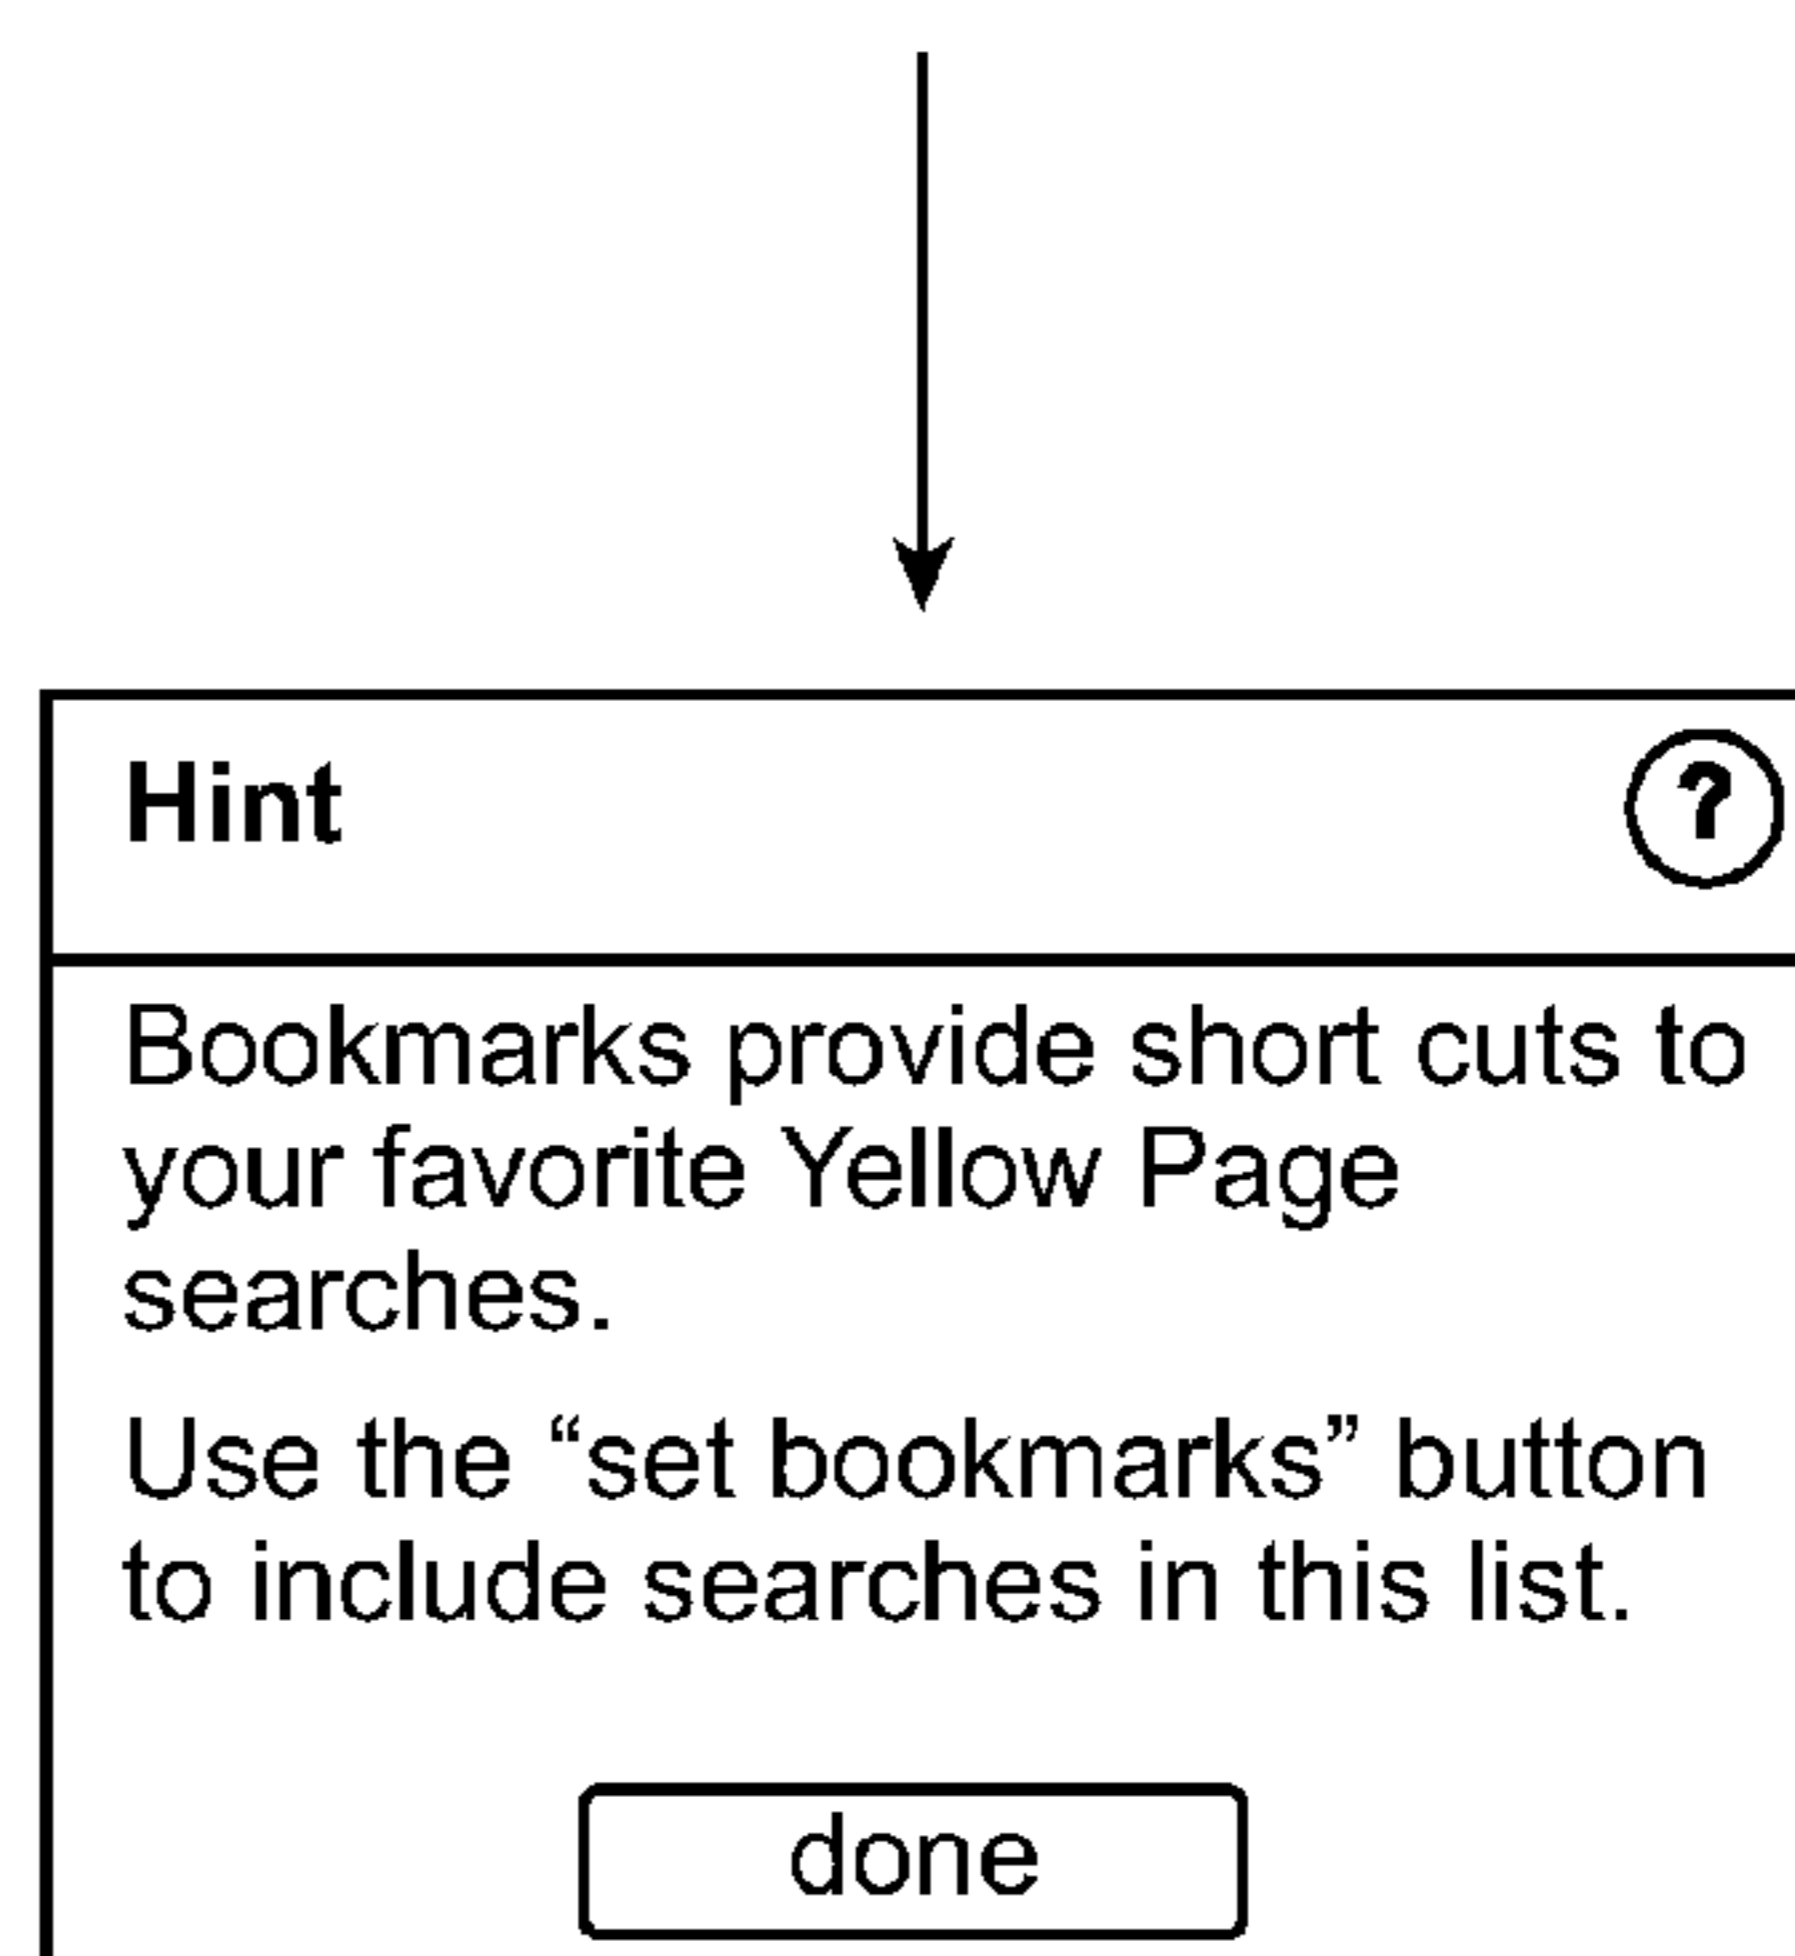 Hint ?
Bookmarks provide short cuts to
your favorite Yellow Page
searches.
Use the “set bookmarks” button
to include searches in this list.
done